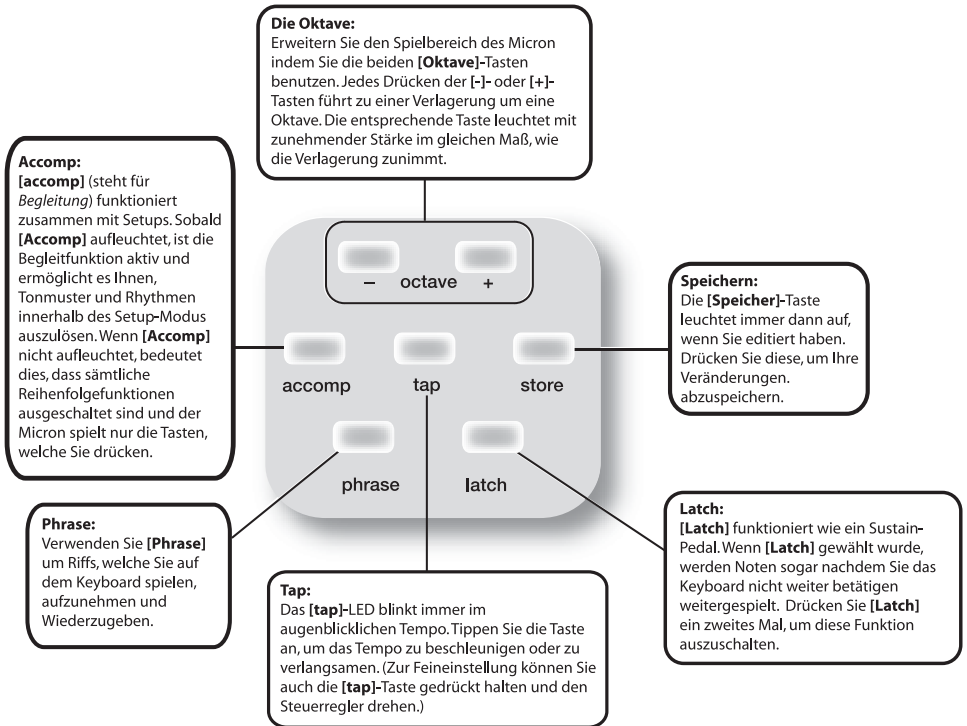 Die Oktave:
Erweitern Sie den Spielbereich des Micron
indem Sie die beiden [Oktave]-Tasten
benutzen. Jedes Drücken der [-]- oder [+]-
Tasten führt zu einer Verlagerung um eine
Oktave. Die entsprechende Taste leuchtet mit
zunehmender Stärke im gleichen Maß, wie
die Verlagerung zunimmt.
Accomp:
[accomp] (steht für
Begleitung) funktioniert
zusammen mit Setups. Sobald
[Accomp] aufleuchtet, ist die
Begleitfunktion aktiv und
ermöglicht es Ihnen,
Tonmuster und Rhythmen
innerhalb des Setup-Modus
auszulösen. Wenn [Accomp]
nicht aufleuchtet, bedeutet
dies, dass sämtliche
Reihenfolgefunktionen
ausgeschaltet sind und der
Micron spielt nur die Tasten,
welche Sie drücken.
– octave +
accomp tap store
phrase latch
Speichern:
Die [Speicher]-Taste
leuchtet immer dann auf,
wenn Sie editiert haben.
Drücken Sie diese, um Ihre
Veränderungen.
abzuspeichern.
Phrase:
Verwenden Sie [Phrase]
um Riffs, welche Sie auf
dem Keyboard spielen,
aufzunehmen und
Wiederzugeben.
Tap:
Das [tap]-LED blinkt immer im
augenblicklichen Tempo. Tippen Sie die Taste
an, um das Tempo zu beschleunigen oder zu
verlangsamen. (Zur Feineinstellung können Sie
auch die [tap]-Taste gedrückt halten und den
Steuerregler drehen.)
Latch:
[Latch] funktioniert wie ein Sustain-
Pedal. Wenn [Latch] gewählt wurde,
werden Noten sogar nachdem Sie das
Keyboard nicht weiter betätigen
weitergespielt. Drücken Sie [Latch]
ein zweites Mal, um diese Funktion
auszuschalten.